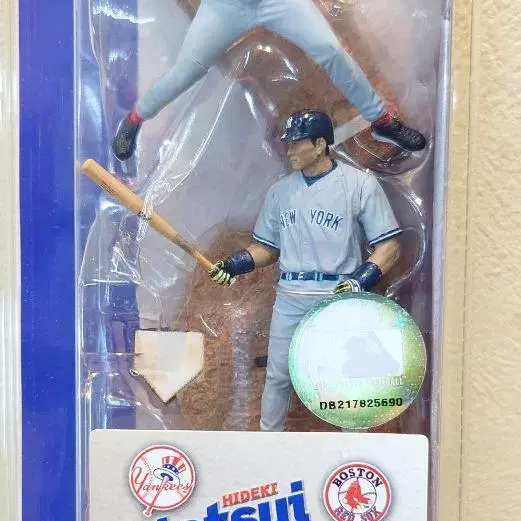 NEW YORK
DB217825690
Yankees
HIDEKI
BOSTON
RED SOX